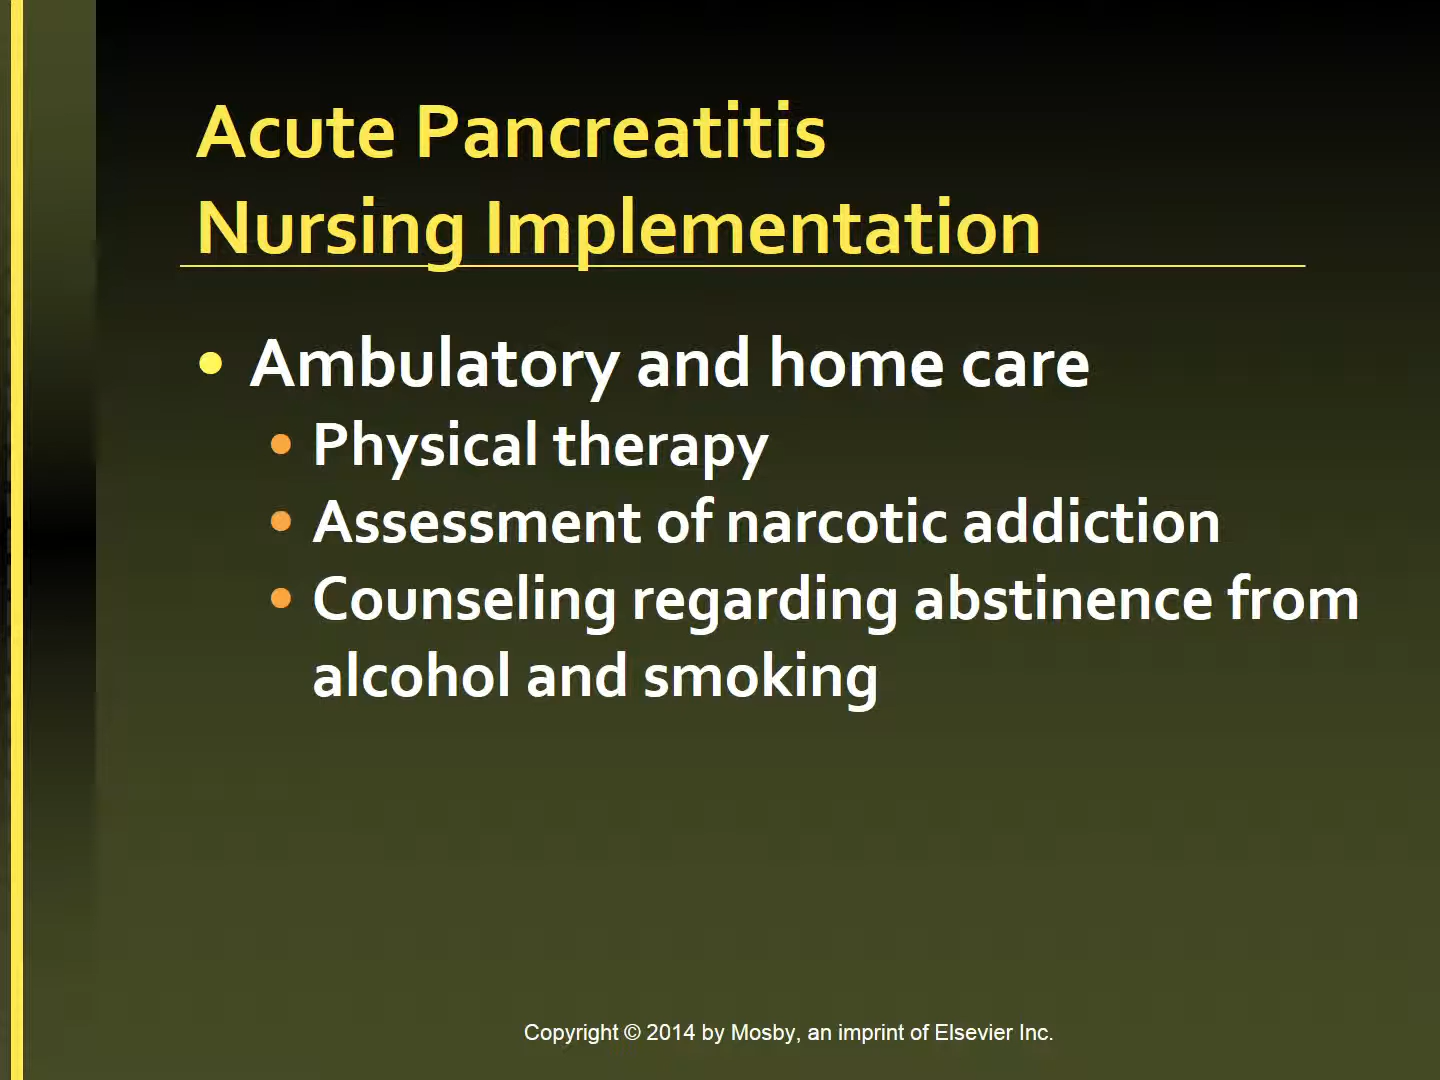 Acute Pancreatitis
Nursing Implementation
• Ambulatory and home care
• Physical therapy
• Assessment of narcotic addiction
• Counseling regarding abstinence from
alcohol and smoking
Copyright © 2014 by Mosby, an imprint of Elsevier Inc.